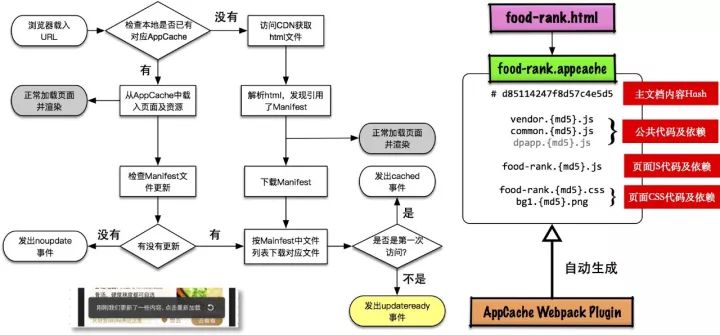 浏览器载入
URL
检查本地是否已有
对应AppCache
没有
访问CDN获取
html文件
有
正常加载页面
并渲染
从AppCache中载
入页面及资源
解析html，发现引用
了Manifest
正常加载页面
并渲染
检查Manifest文
件更新
下载Manifest
发出cached
事件
是
没有
发出noupdate
事件
有没有更新
有
按Mainfest中文件
列表下载对应文件
是否是第一次
访问?
不是
发出updateready
事件
刚刚我们更新了一些内容, 点击重新加载
food-rank.html
food-rank.appcache
# d85114247f8d57c4e5d5
主文档内容Hash
vendor.{md5}.js
common.{md5}.js
dpapp.{md5}.js
公共代码及依赖
food-rank.{md5}.js
页面JS代码及依赖
food-rank.{md5}.css
bg1.{md5}.png
页面CSS代码及依赖
自动生成
AppCache Webpack Plugin